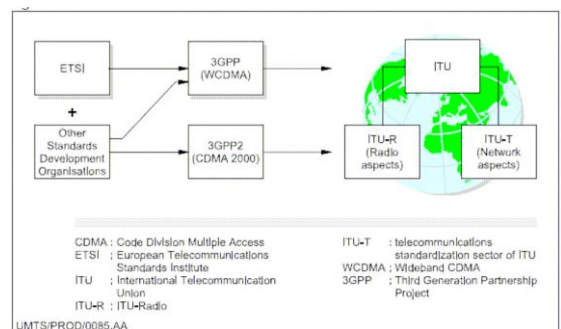 ETSI
+
Other
Standards
Development
Organisations
3GPP
(WCDMA)
3GPP2
(CDMA 2000)
ITU
ITU-R
(Radio
aspects)
ITU-T
(Network
aspects)
CDMA : Code Division Multiple Access
ETSI : European Telecommunications
Standards Institute
ITU : International Telecommunication
Union
ITU-R : ITU-Radio
ITU-T : telecommunications
standardization sector of ITU
WCDMA : Wideband CDMA
3GPP : Third Generation Partnership
Project
UMTS/PROD/0085.AA